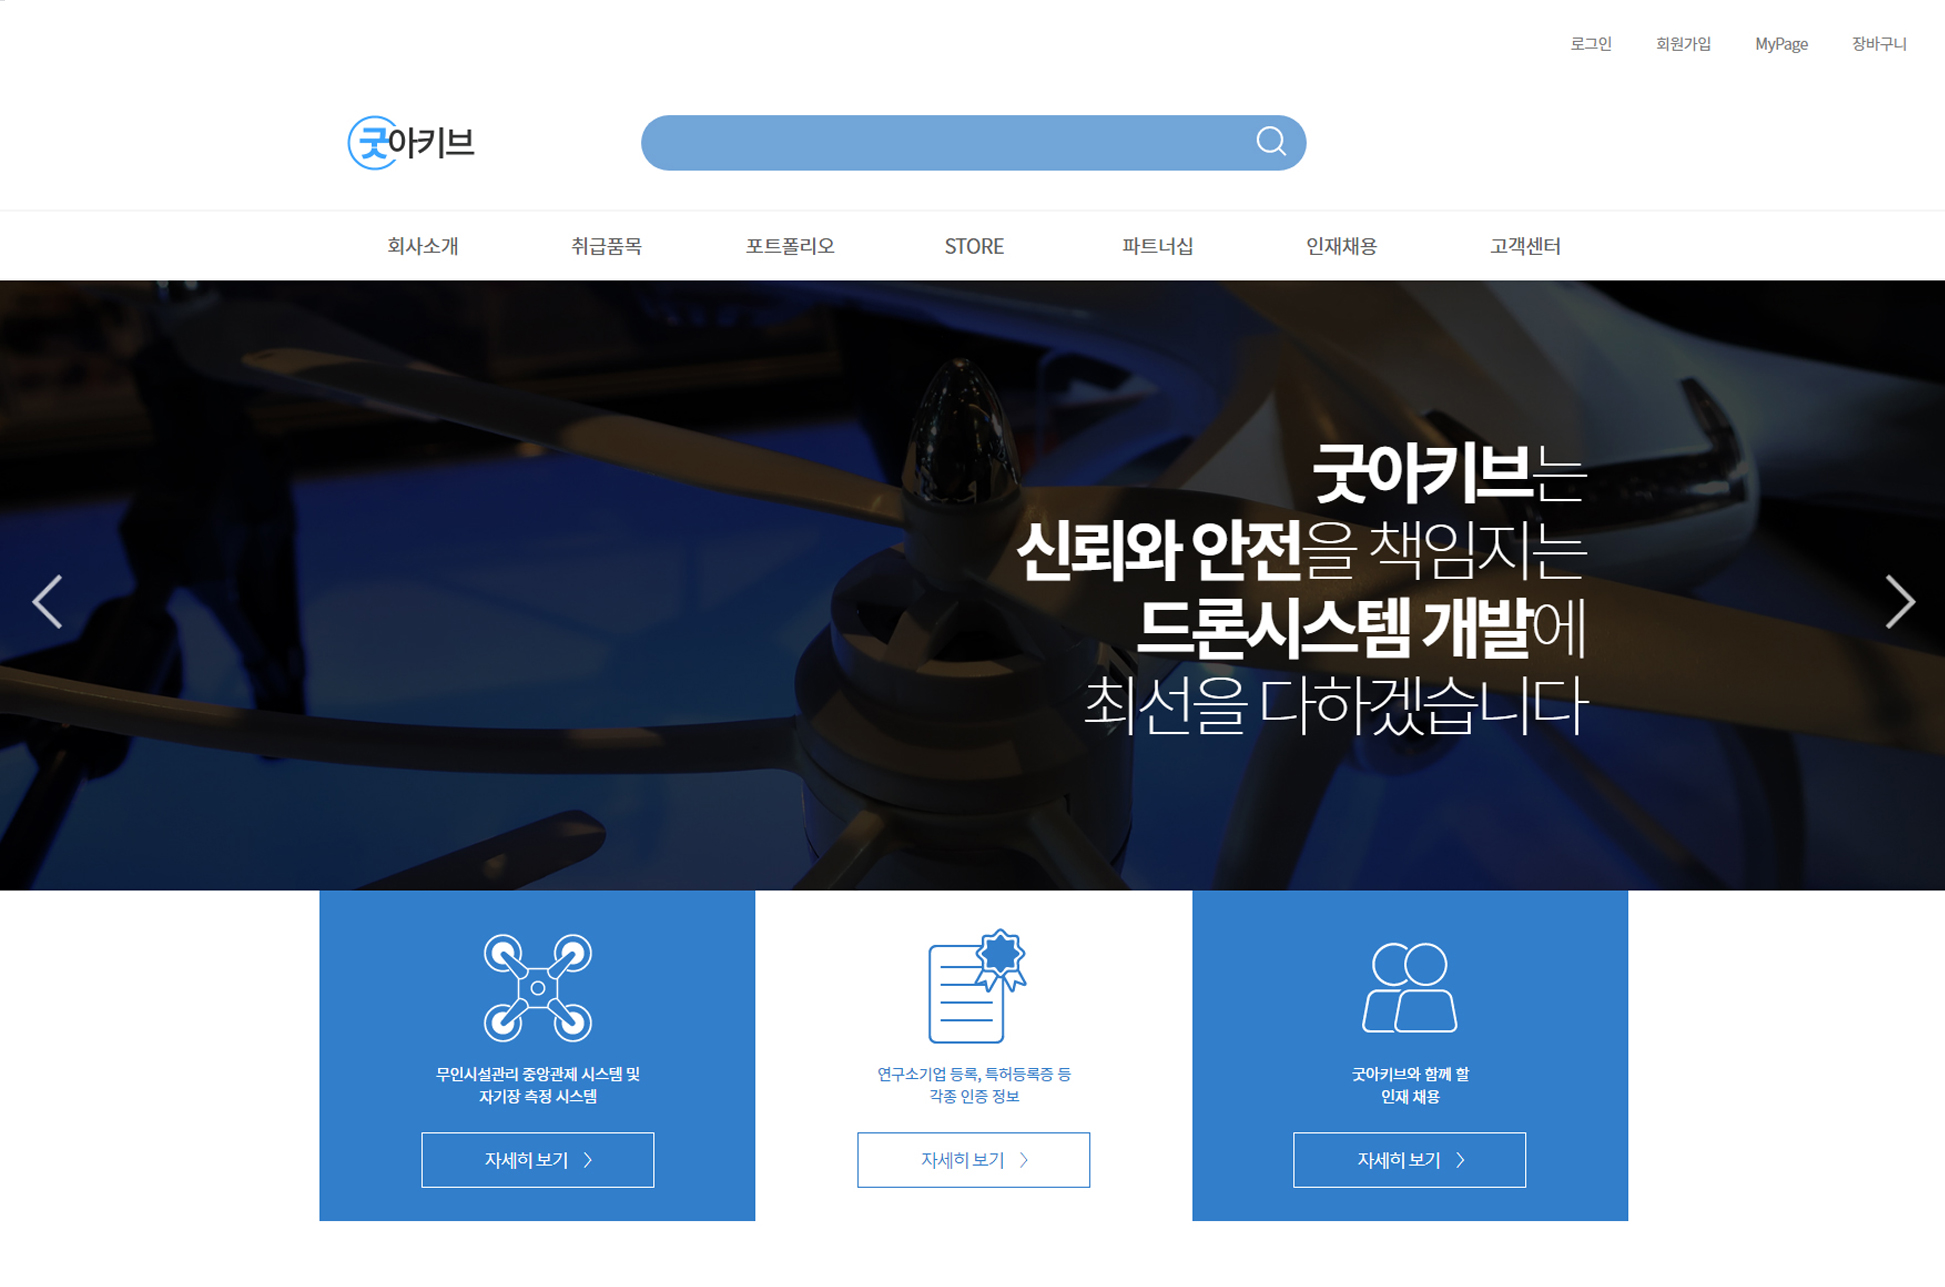 로그인 회원가입 MyPage 장바구니
굿아키브
회사소개 취급품목 포트폴리오 STORE 파트너십 인재채용 고객센터
굿아키브는
신뢰와 안전을 책임지는
드론시스템 개발에
최선을 다하겠습니다
무인시설관리 중앙관제 시스템 및
자기장 측정 시스템
자세히 보기
연구소기업 등록, 특허등록증 등
각종 인증 정보
자세히 보기
굿아키브와 함께 할
인재 채용
자세히 보기